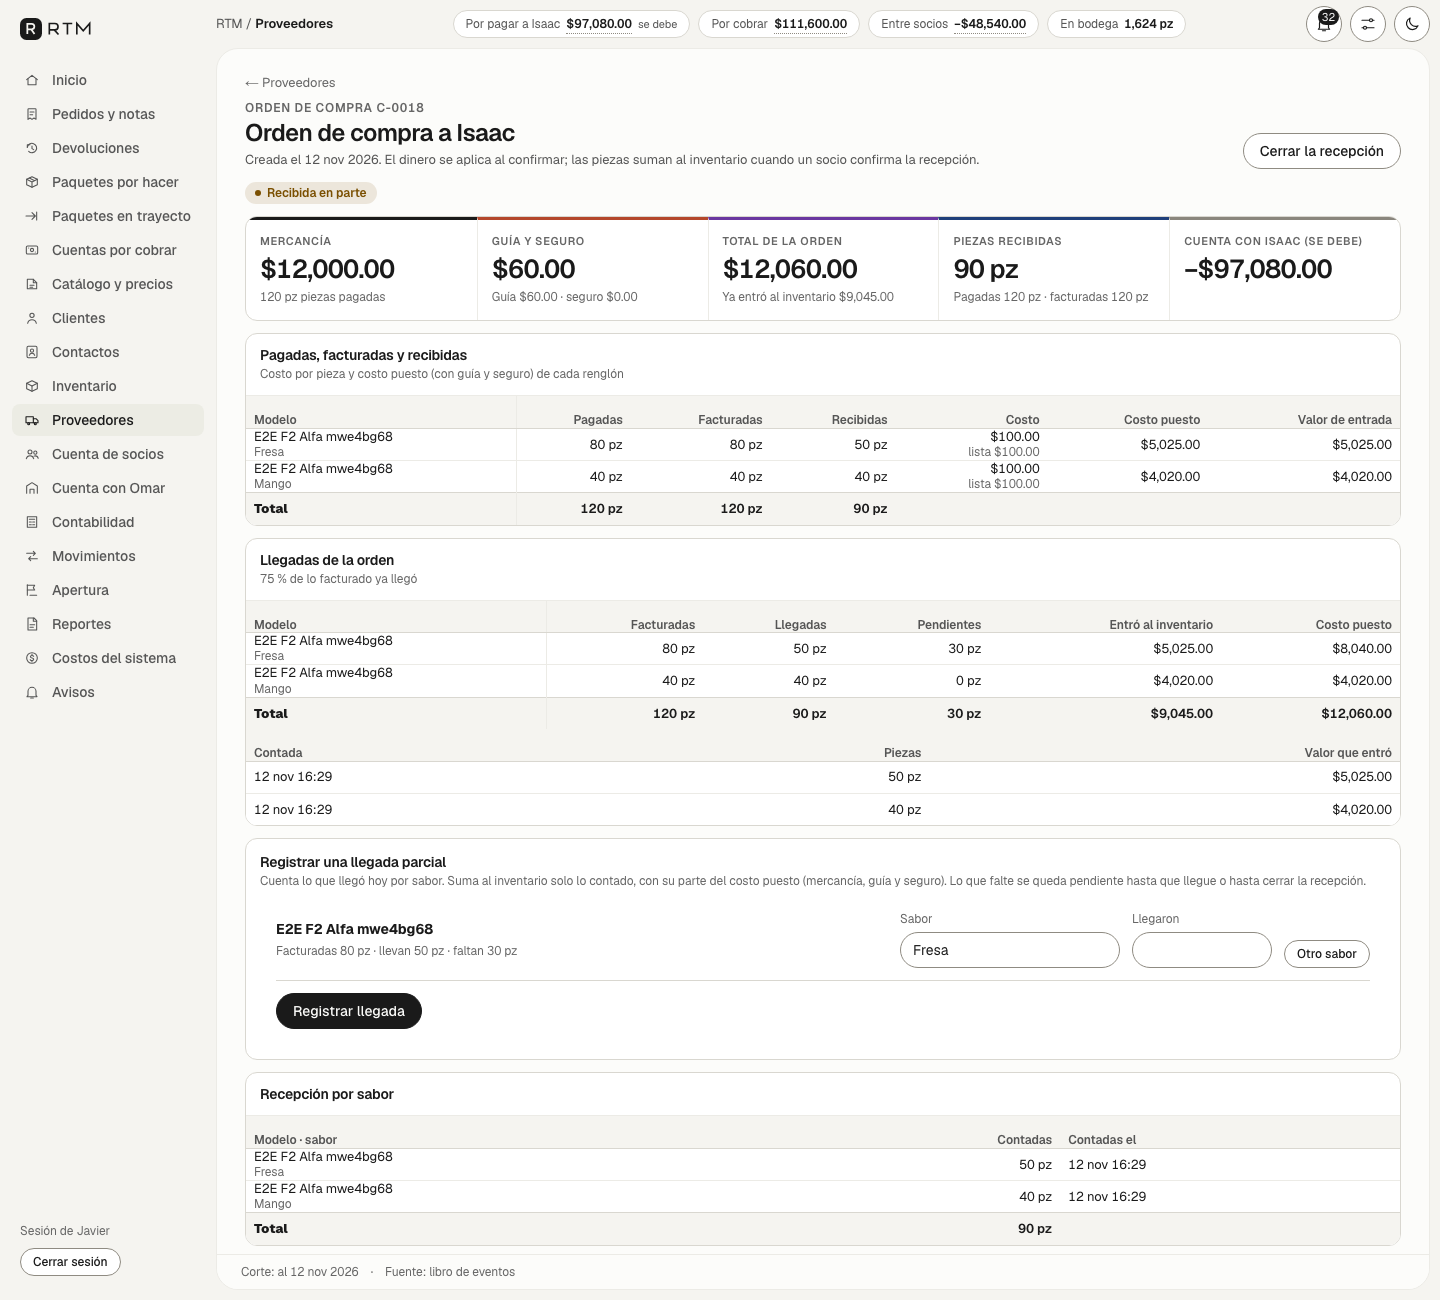 R RTM
RTM / Proveedores
Por pagar a Isaac $97,080.00 se debe
Por cobrar $111,600.00
Entre socios −$48,540.00
En bodega 1,624 pz
32
Inicio
Pedidos y notas
Devoluciones
Paquetes por hacer
Paquetes en trayecto
Cuentas por cobrar
Catálogo y precios
Clientes
Contactos
Inventario
Proveedores
Cuenta de socios
Cuenta con Omar
Contabilidad
Movimientos
Apertura
Reportes
Costos del sistema
Avisos
Sesión de Javier
Cerrar sesión
← Proveedores
ORDEN DE COMPRA C-0018
Orden de compra a Isaac
Creada el 12 nov 2026. El dinero se aplica al confirmar; las piezas suman al inventario cuando un socio confirma la recepción.
Cerrar la recepción
Recibida en parte
MERCANCÍA
$12,000.00
120 pz piezas pagadas
GUÍA Y SEGURO
$60.00
Guía $60.00 · seguro $0.00
TOTAL DE LA ORDEN
$12,060.00
Ya entró al inventario $9,045.00
PIEZAS RECIBIDAS
90 pz
Pagadas 120 pz · facturadas 120 pz
CUENTA CON ISAAC (SE DEBE)
−$97,080.00
Pagadas, facturadas y recibidas
Costo por pieza y costo puesto (con guía y seguro) de cada renglón
Modelo Pagadas Facturadas Recibidas Costo Costo puesto Valor de entrada
E2E F2 Alfa mwe4bg68 80 pz 80 pz 50 pz $100.00 $5,025.00 $5,025.00
Fresa lista $100.00
E2E F2 Alfa mwe4bg68 40 pz 40 pz 40 pz $100.00 $4,020.00 $4,020.00
Mango lista $100.00
Total 120 pz 120 pz 90 pz
Llegadas de la orden
75 % de lo facturado ya llegó
Modelo Facturadas Llegadas Pendientes Entró al inventario Costo puesto
E2E F2 Alfa mwe4bg68 80 pz 50 pz 30 pz $5,025.00 $8,040.00
Fresa
E2E F2 Alfa mwe4bg68 40 pz 40 pz 0 pz $4,020.00 $4,020.00
Mango
Total 120 pz 90 pz 30 pz $9,045.00 $12,060.00
Contada Piezas Valor que entró
12 nov 16:29 50 pz $5,025.00
12 nov 16:29 40 pz $4,020.00
Registrar una llegada parcial
Cuenta lo que llegó hoy por sabor. Suma al inventario solo lo contado, con su parte del costo puesto (mercancía, guía y seguro). Lo que falte se queda pendiente hasta que llegue o hasta cerrar la recepción.
E2E F2 Alfa mwe4bg68
Facturadas 80 pz · llevan 50 pz · faltan 30 pz
Sabor
Fresa
Llegaron
Otro sabor
Registrar llegada
Recepción por sabor
Modelo · sabor Contadas Contadas el
E2E F2 Alfa mwe4bg68 50 pz 12 nov 16:29
Fresa
E2E F2 Alfa mwe4bg68 40 pz 12 nov 16:29
Mango
Total 90 pz
Corte: al 12 nov 2026 · Fuente: libro de eventos